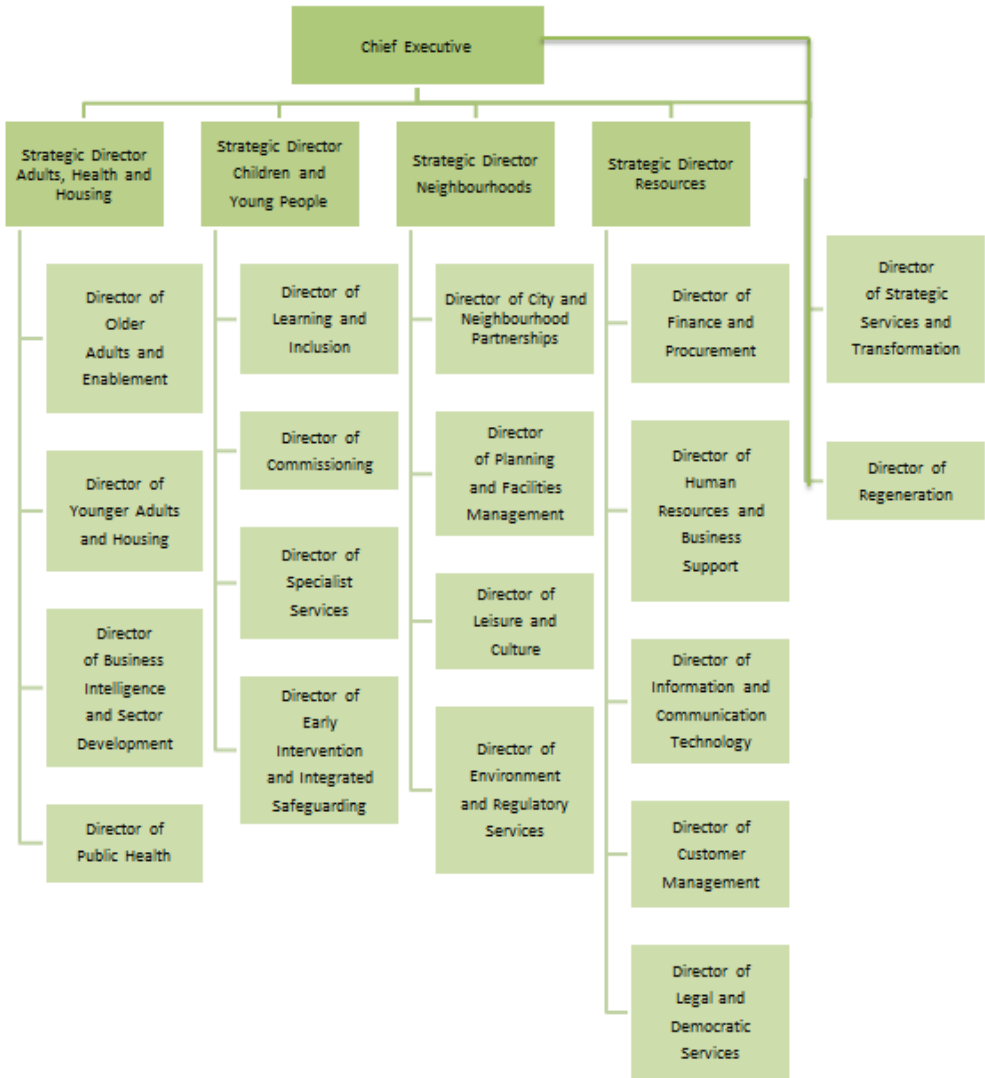 Chief Executive
Strategic Director
Adults, Health and
Housing
Strategic Director
Children and
Young People
Strategic Director
Neighbourhoods
Strategic Director
Resources
Director of
Older
Adults and
Enablement
Director of
Younger Adults
and Housing
Director
of Business
Intelligence
and Sector
Development
Director of
Public Health
Director of
Learning and
Inclusion
Director of
Commissioning
Director of
Specialist
Services
Director of
Early
Intervention
and Integrated
Safeguarding
Director of City and
Neighbourhood
Partnerships
Director
of Planning
and Facilities
Management
Director of
Leisure and
Culture
Director of
Environment
and Regulatory
Services
Director of
Finance and
Procurement
Director of
Human
Resources and
Business
Support
Director of
Information and
Communication
Technology
Director of
Customer
Management
Director of
Legal and
Democratic
Services
Director
of Strategic
Services and
Transformation
Director of
Regeneration